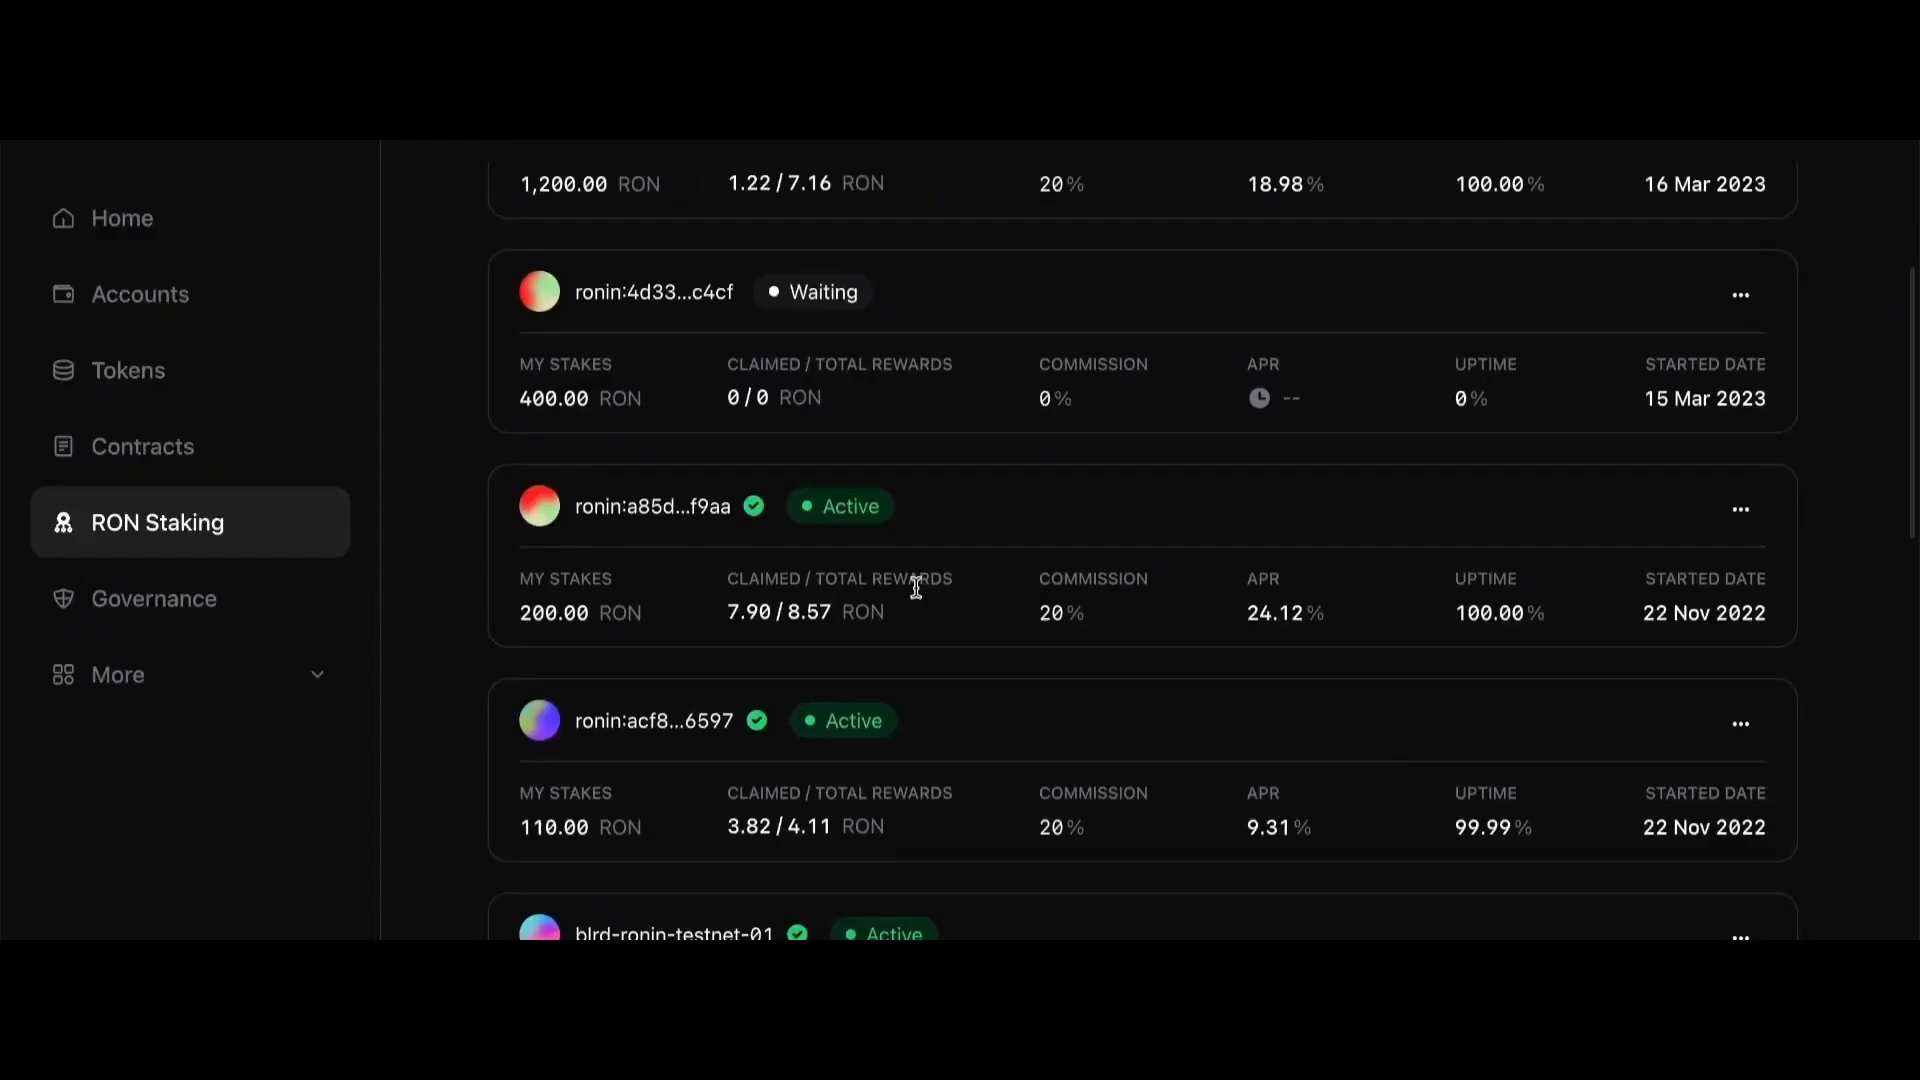 Home
Accounts
Tokens
Contracts
RON Staking
Governance
More
1,200.00 RON 1.22 / 7.16 RON 20% 18.98% 100.00% 16 Mar 2023
ronin:4d33...c4cf Waiting
MY STAKES CLAIMED / TOTAL REWARDS COMMISSION APR UPTIME STARTED DATE
400.00 RON 0 / 0 RON 0% -- 0% 15 Mar 2023
ronin:a85d...f9aa Active
MY STAKES CLAIMED / TOTAL REWARDS COMMISSION APR UPTIME STARTED DATE
200.00 RON 7.90 / 8.57 RON 20% 24.12% 100.00% 22 Nov 2022
ronin:acf8...6597 Active
MY STAKES CLAIMED / TOTAL REWARDS COMMISSION APR UPTIME STARTED DATE
110.00 RON 3.82 / 4.11 RON 20% 9.31% 99.99% 22 Nov 2022
blrd-ronin-testnet-01 Active